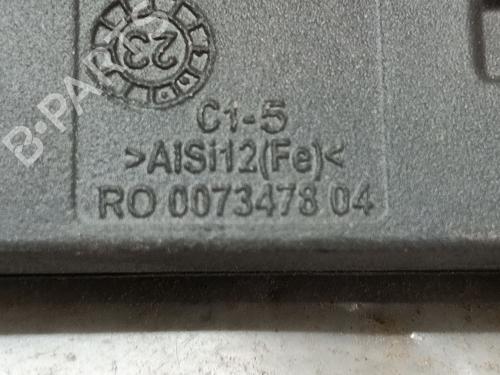 23
B-PARTS
C1-5
>AlSi12(Fe)<
RO 0073478 04